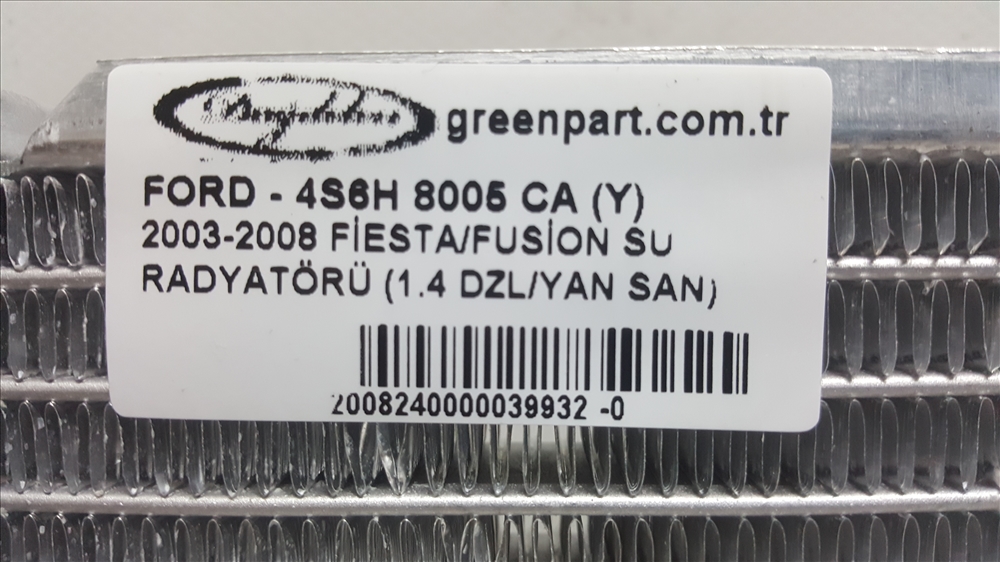 greenpart.com.tr
FORD - 4S6H 8005 CA (Y)
2003-2008 FİESTA/FUSİON SU
RADYATÖRÜ (1.4 DZL/YAN SAN)
2008240000039932 -0